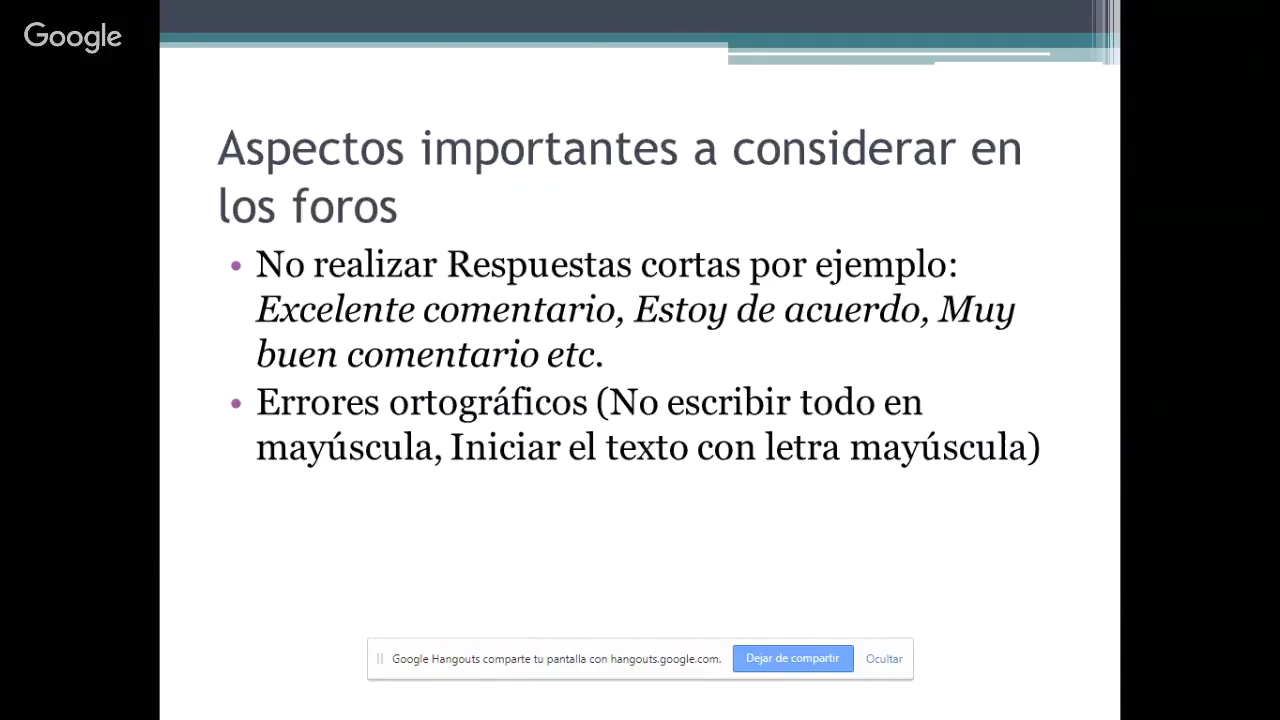 Google
Aspectos importantes a considerar en
los foros
• No realizar Respuestas cortas por ejemplo:
Excelente comentario, Estoy de acuerdo, Muy
buen comentario etc.
• Errores ortográficos (No escribir todo en
mayúscula, Iniciar el texto con letra mayúscula)
Google Hangouts comparte tu pantalla con hangouts.google.com. Dejar de compartir Ocultar